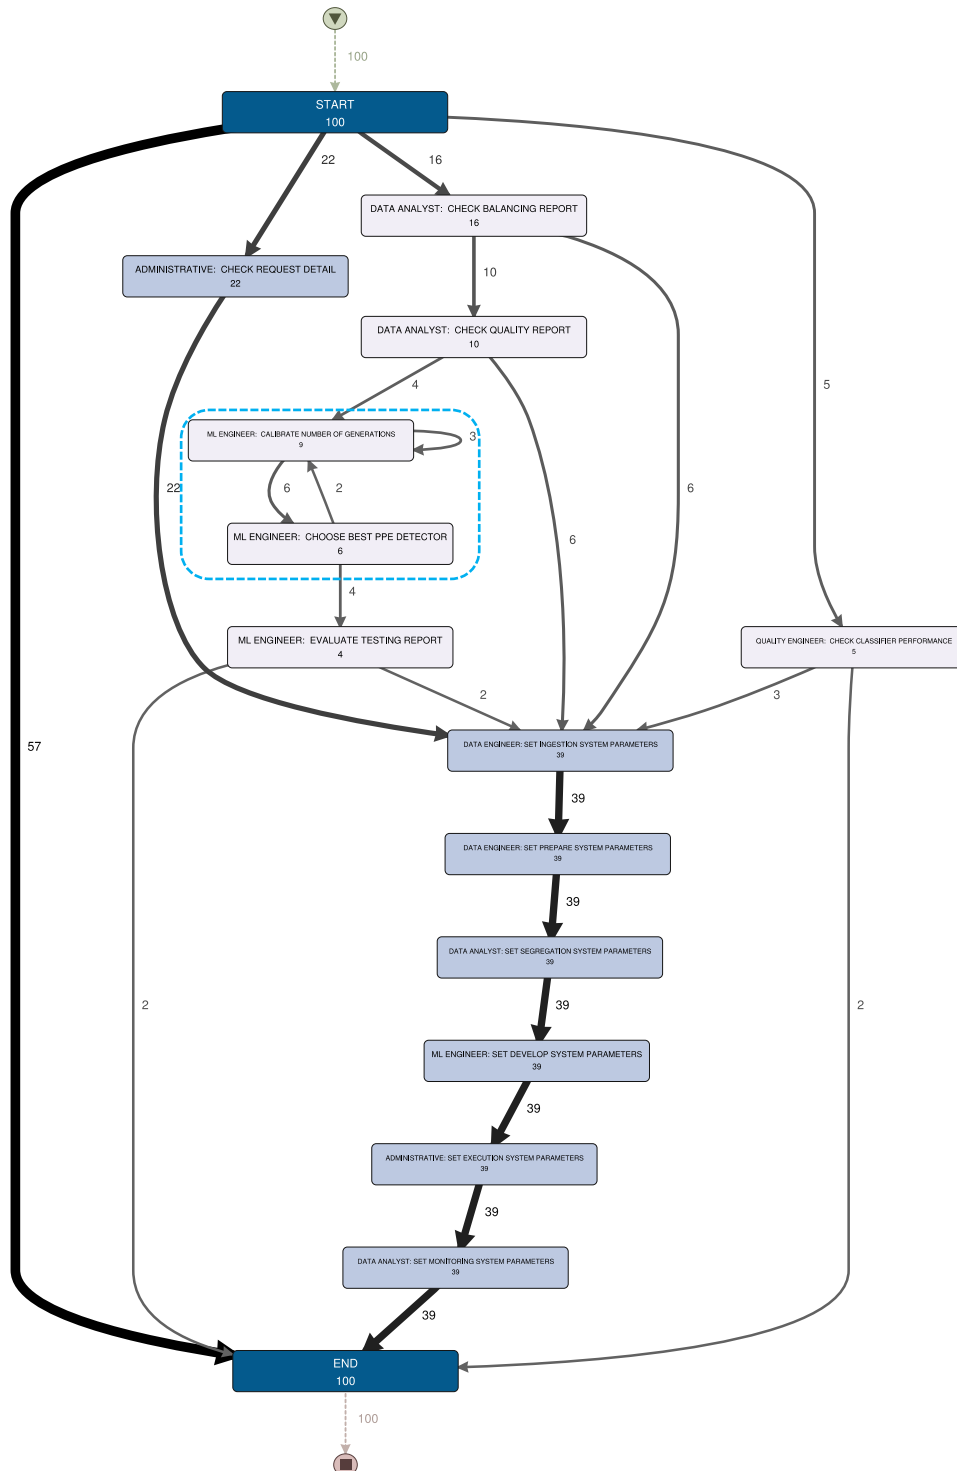 100
START
100
22
16
DATA ANALYST: CHECK BALANCING REPORT
16
ADMINISTRATIVE: CHECK REQUEST DETAIL
22
10
DATA ANALYST: CHECK QUALITY REPORT
10
4
5
ML ENGINEER: CALIBRATE NUMBER OF GENERATIONS
9
3
22
6
2
6
6
ML ENGINEER: CHOOSE BEST PPE DETECTOR
6
4
ML ENGINEER: EVALUATE TESTING REPORT
4
QUALITY ENGINEER: CHECK CLASSIFIER PERFORMANCE
5
2
3
57
DATA ENGINEER: SET INGESTION SYSTEM PARAMETERS
39
39
DATA ENGINEER: SET PREPARE SYSTEM PARAMETERS
39
39
DATA ANALYST: SET SEGREGATION SYSTEM PARAMETERS
39
2
39
2
ML ENGINEER: SET DEVELOP SYSTEM PARAMETERS
39
39
ADMINISTRATIVE: SET EXECUTION SYSTEM PARAMETERS
39
39
DATA ANALYST: SET MONITORING SYSTEM PARAMETERS
39
39
END
100
100